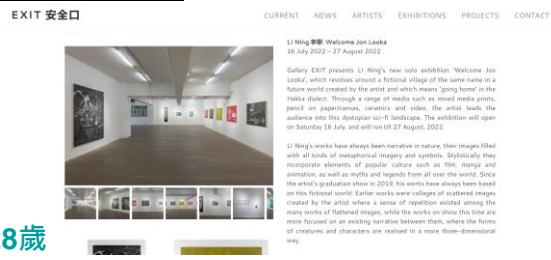 EXIT 安全口
CURRENT NEWS ARTISTS EXHIBITIONS PROJECTS CONTACT
LI Ning 李寧: Welcome Jon Looka
16 July 2022 – 27 August 2022
Gallery EXIT presents LI Ning's new solo exhibition 'Welcome Jon
Looka', which revolves around a fictional village of the same name in a
future world created by the artist and which means 'going home' in the
Hakka dialect. Through a range of media such as mixed media prints,
pencil on paper/canvas, ceramics and video, the artist leads the
audience into this dystopian sci-fi landscape. The exhibition will open
on Saturday 16 July, and will run till 27 August, 2022.
LI Ning's works have always been narrative in nature, their images filled
with all kinds of metaphorical imagery and symbols. Stylistically they
incorporate elements of popular culture such as film, manga and
animation, as well as myths and legends from all over the world. Since
the artist's graduation show in 2019, his works have always been based
on this fictional world: Earlier works were collages of scattered images
created by the artist where a sense of repetition existed among the
many works of flattened images, while the works on show this time are
more focused on an existing narrative between them, where the forms
of creatures and characters are realised in a more three-dimensional
way.
8歲